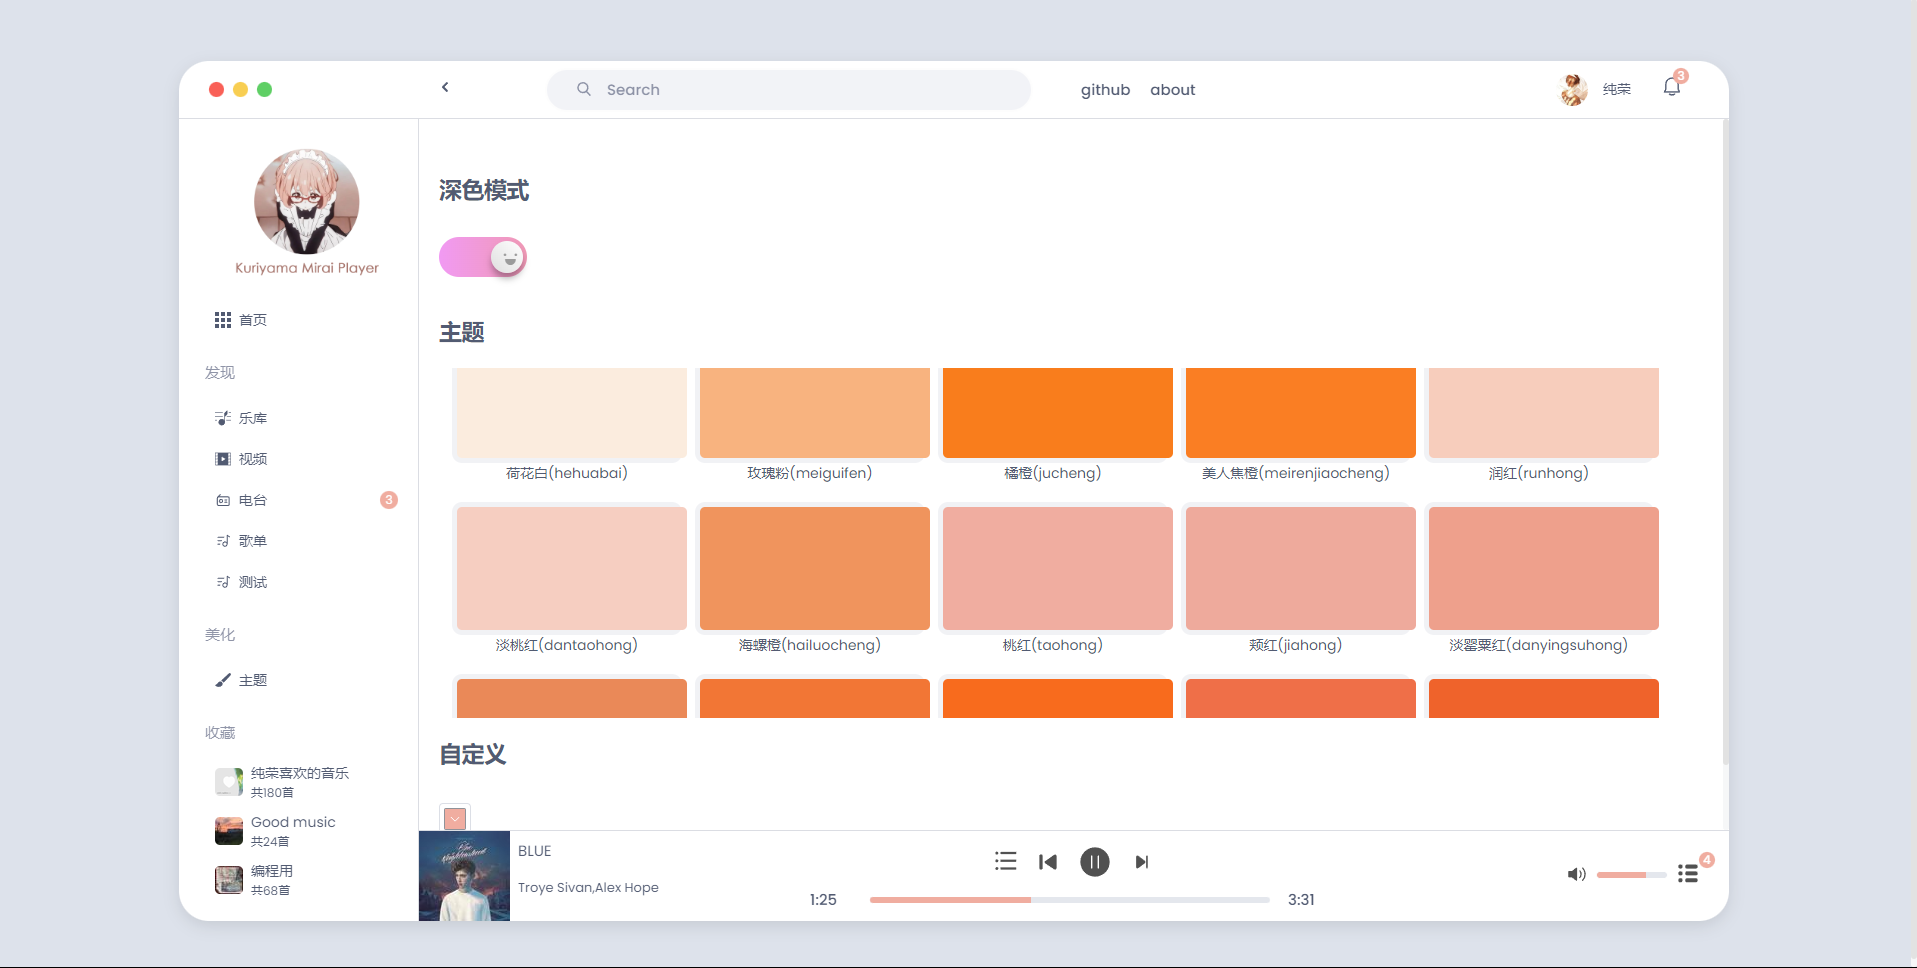 Search
github
about
纯荣
3
Kuriyama Mirai Player
首页
发现
乐库
视频
电台
3
歌单
测试
美化
主题
收藏
纯荣喜欢的音乐
共180首
Good music
共24首
编程用
共68首
深色模式
主题
荷花白(hehuabai)
玫瑰粉(meiguifen)
橘橙(jucheng)
美人焦橙(meirenjiaocheng)
润红(runhong)
淡桃红(dantaohong)
海螺橙(hailuocheng)
桃红(taohong)
颊红(jiahong)
淡罂粟红(danyingsuhong)
自定义
BLUE
Troye Sivan,Alex Hope
1:25
3:31
4